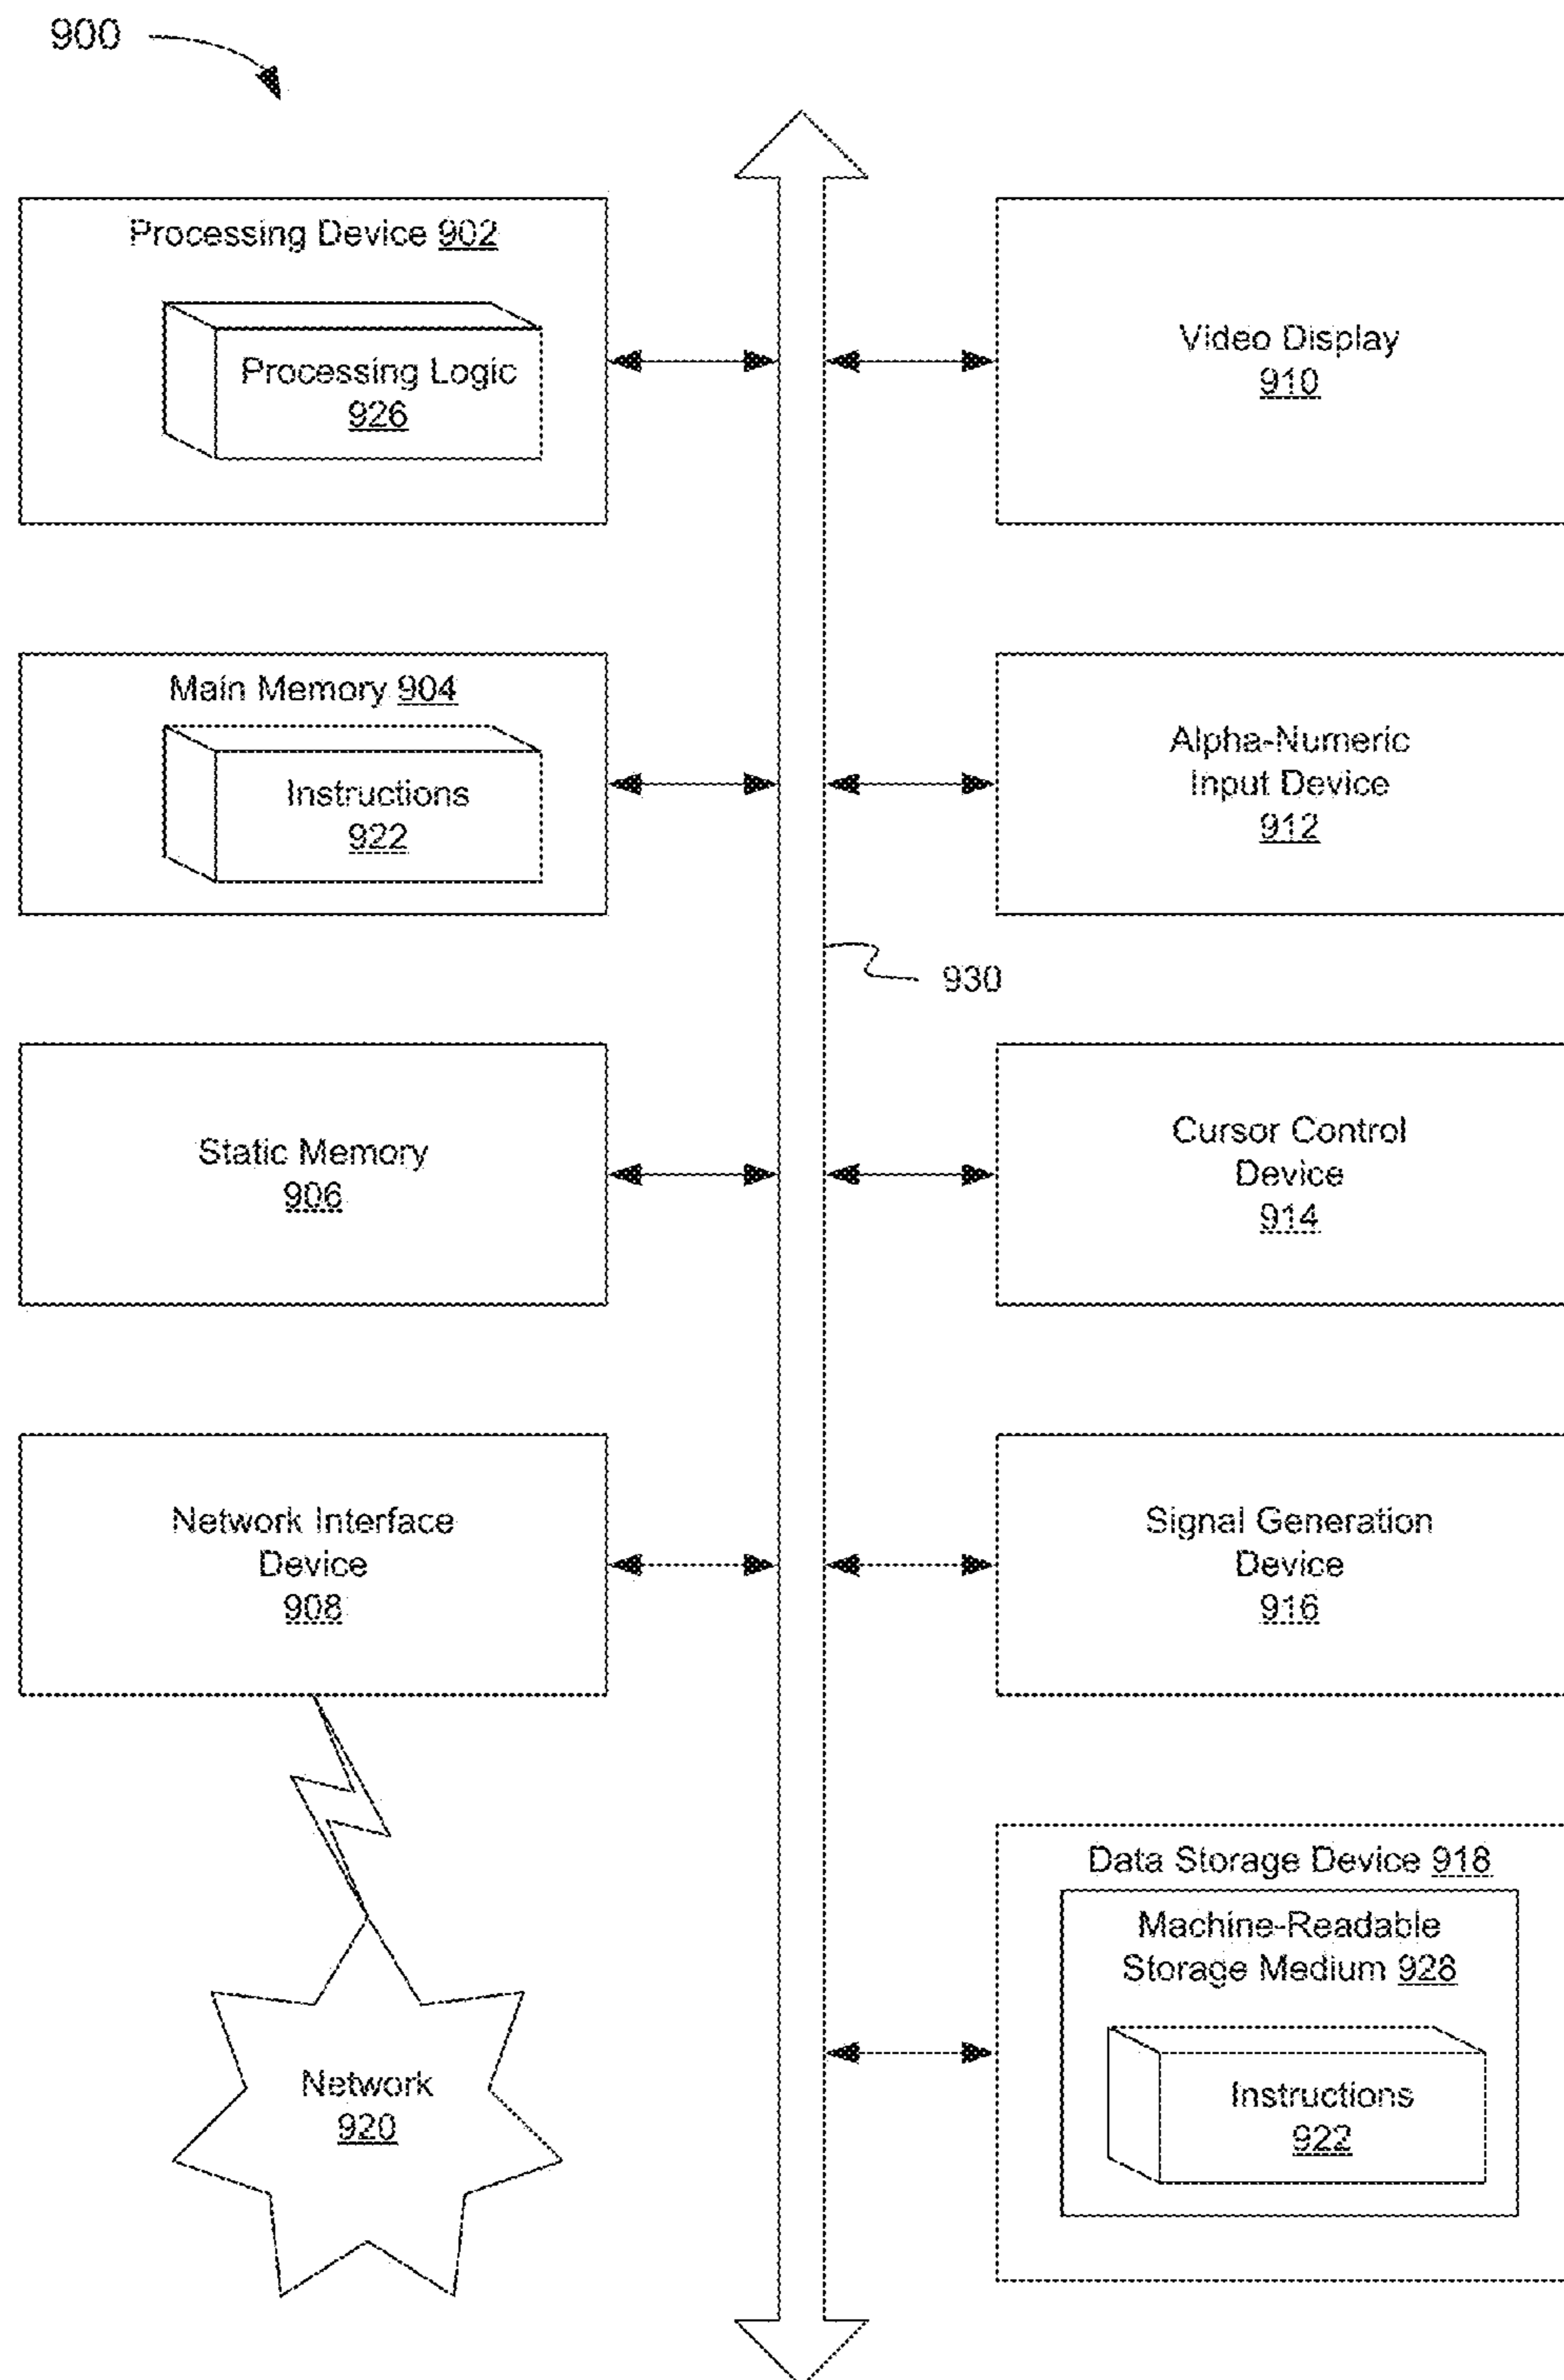 900
Processing Device 902
Processing Logic
926
Video Display
910
Main Memory 904
Instructions
922
Alpha-Numeric
Input Device
912
930
Static Memory
906
Cursor Control
Device
914
Network Interface
Device
908
Signal Generation
Device
916
Data Storage Device 918
Machine-Readable
Storage Medium 928
Instructions
922
Network
920